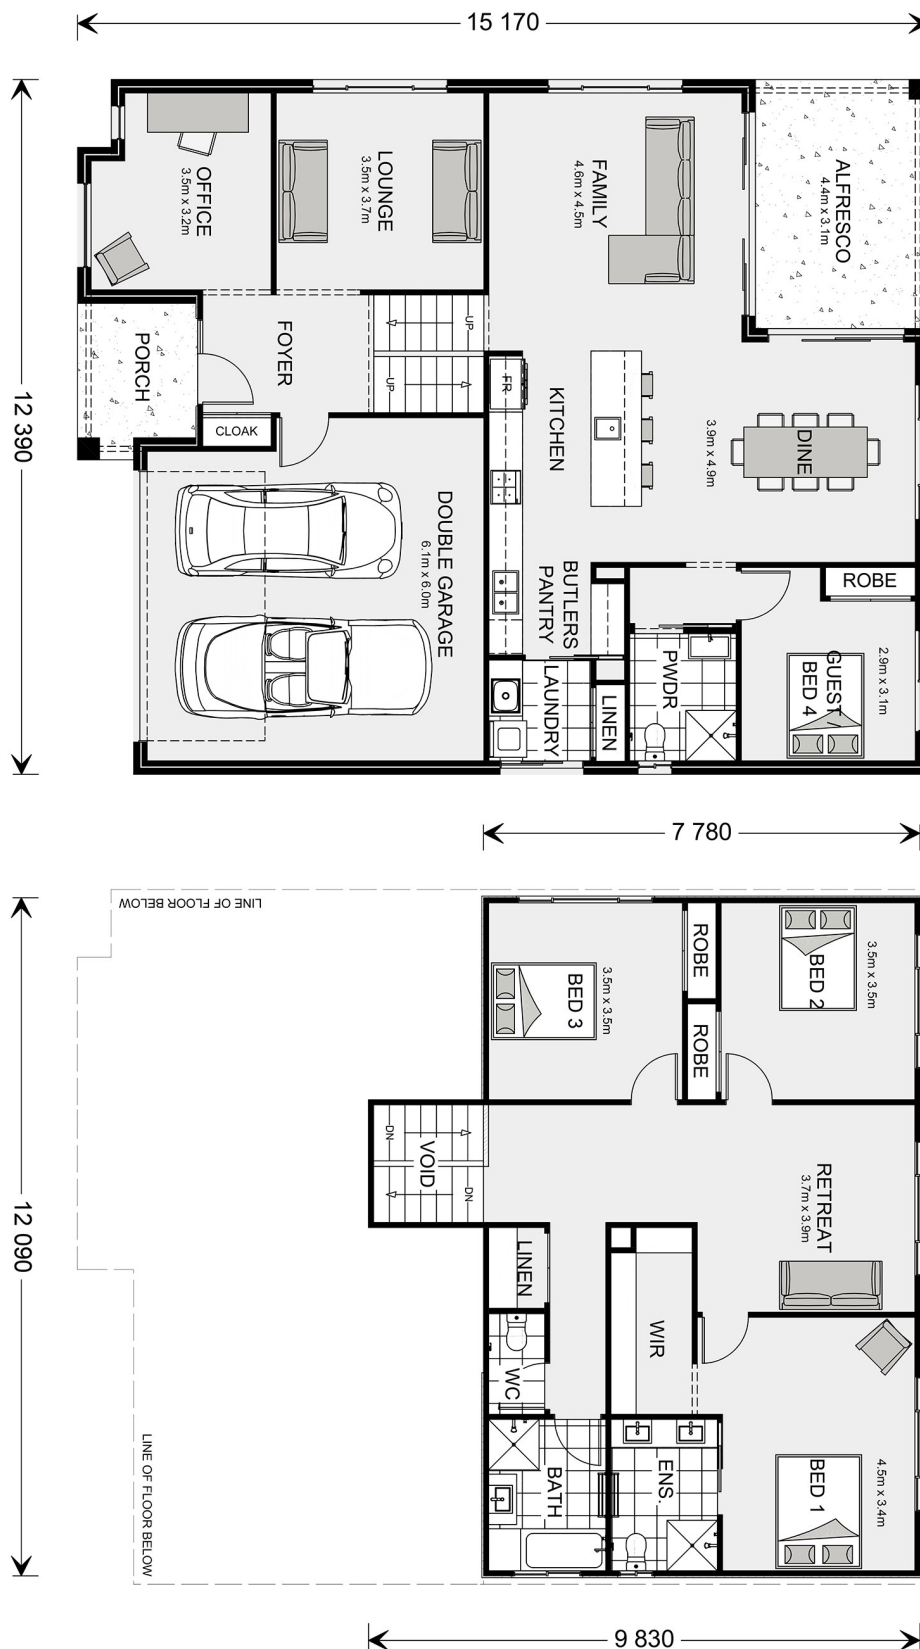 15 170
12 390
OFFICE
3.5m x 3.2m
LOUNGE
3.5m x 3.7m
FAMILY
4.6m x 4.5m
ALFRESCO
4.4m x 3.1m
PORCH
FOYER
UP
UP
CLOAK
FR
KITCHEN
DINE
3.9m x 4.9m
DOUBLE GARAGE
6.1m x 6.0m
BUTLERS
PANTRY
LAUNDRY
LINEN
PWDR
ROBE
GUEST
BED 4
2.9m x 3.1m
7 780
12 090
LINE OF FLOOR BELOW
BED 3
3.5m x 3.5m
ROBE
ROBE
BED 2
3.5m x 3.5m
DN
VOID
DN
RETREAT
3.7m x 3.9m
LINEN
WC
WIR
BATH
ENS.
BED 1
4.5m x 3.4m
LINE OF FLOOR BELOW
9 830